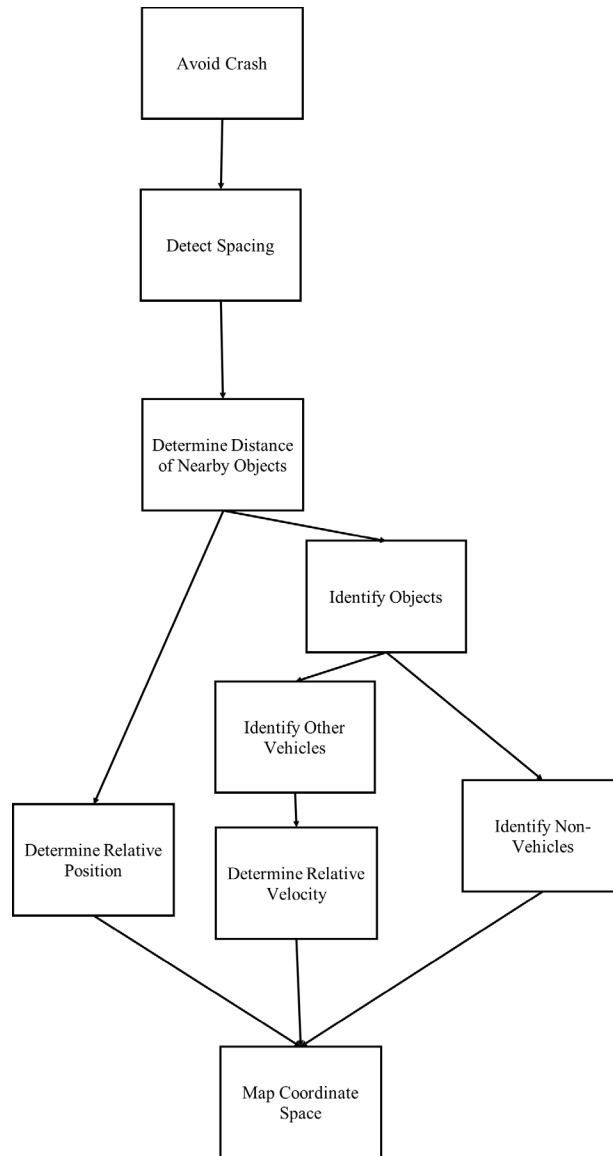 Avoid Crash
Detect Spacing
Determine Distance
of Nearby Objects
Identify Objects
Identify Other
Vehicles
Identify Non-
Vehicles
Determine Relative
Position
Determine Relative
Velocity
Map Coordinate
Space